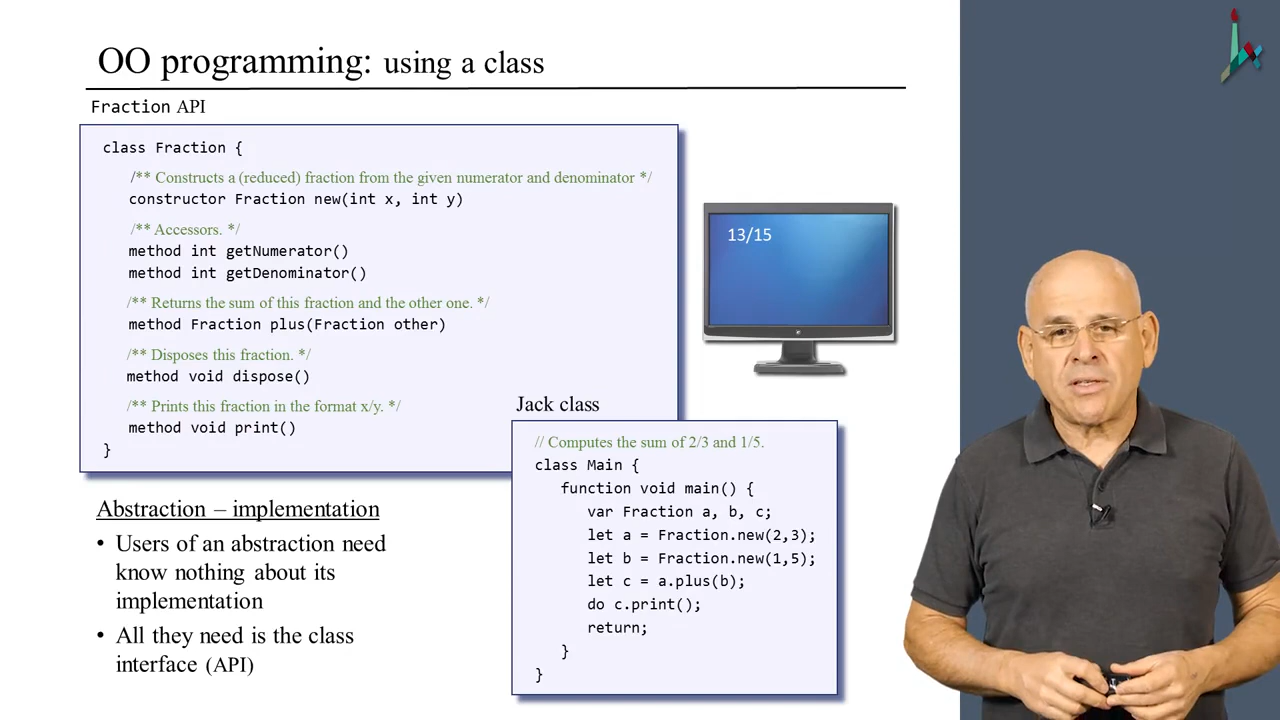 OO programming: using a class
Fraction API
class Fraction {
/** Constructs a (reduced) fraction from the given numerator and denominator */
constructor Fraction new(int x, int y)
/** Accessors. */
method int getNumerator()
method int getDenominator()
/** Returns the sum of this fraction and the other one. */
method Fraction plus(Fraction other)
/** Disposes this fraction. */
method void dispose()
/** Prints this fraction in the format x/y. */
method void print()
}
13/15
Jack class
// Computes the sum of 2/3 and 1/5.
class Main {
function void main() {
var Fraction a, b, c;
let a = Fraction.new(2,3);
let b = Fraction.new(1,5);
let c = a.plus(b);
do c.print();
return;
}
}
Abstraction – implementation
• Users of an abstraction need
know nothing about its
implementation
• All they need is the class
interface (API)